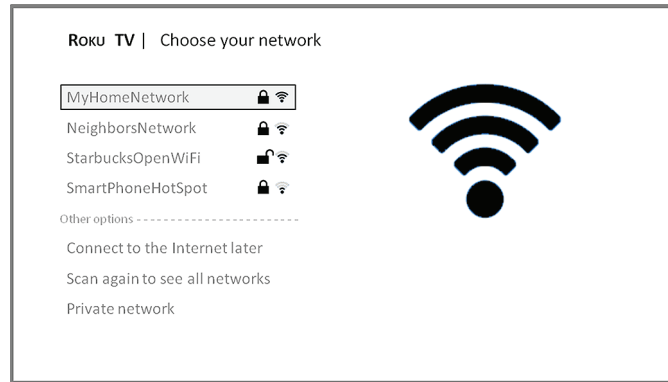 ROKU TV | Choose your network
MyHomeNetwork
NeighborsNetwork
StarbucksOpenWiFi
SmartPhoneHotSpot
Other options ------------------------
Connect to the Internet later
Scan again to see all networks
Private network